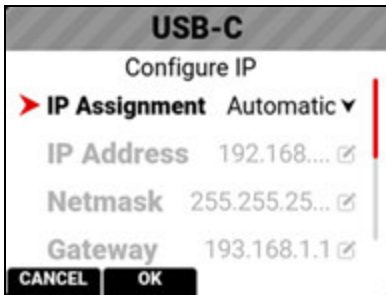 USB-C
Configure IP
IP Assignment Automatic
IP Address 192.168....
Netmask 255.255.25...
Gateway 193.168.1.1
CANCEL OK